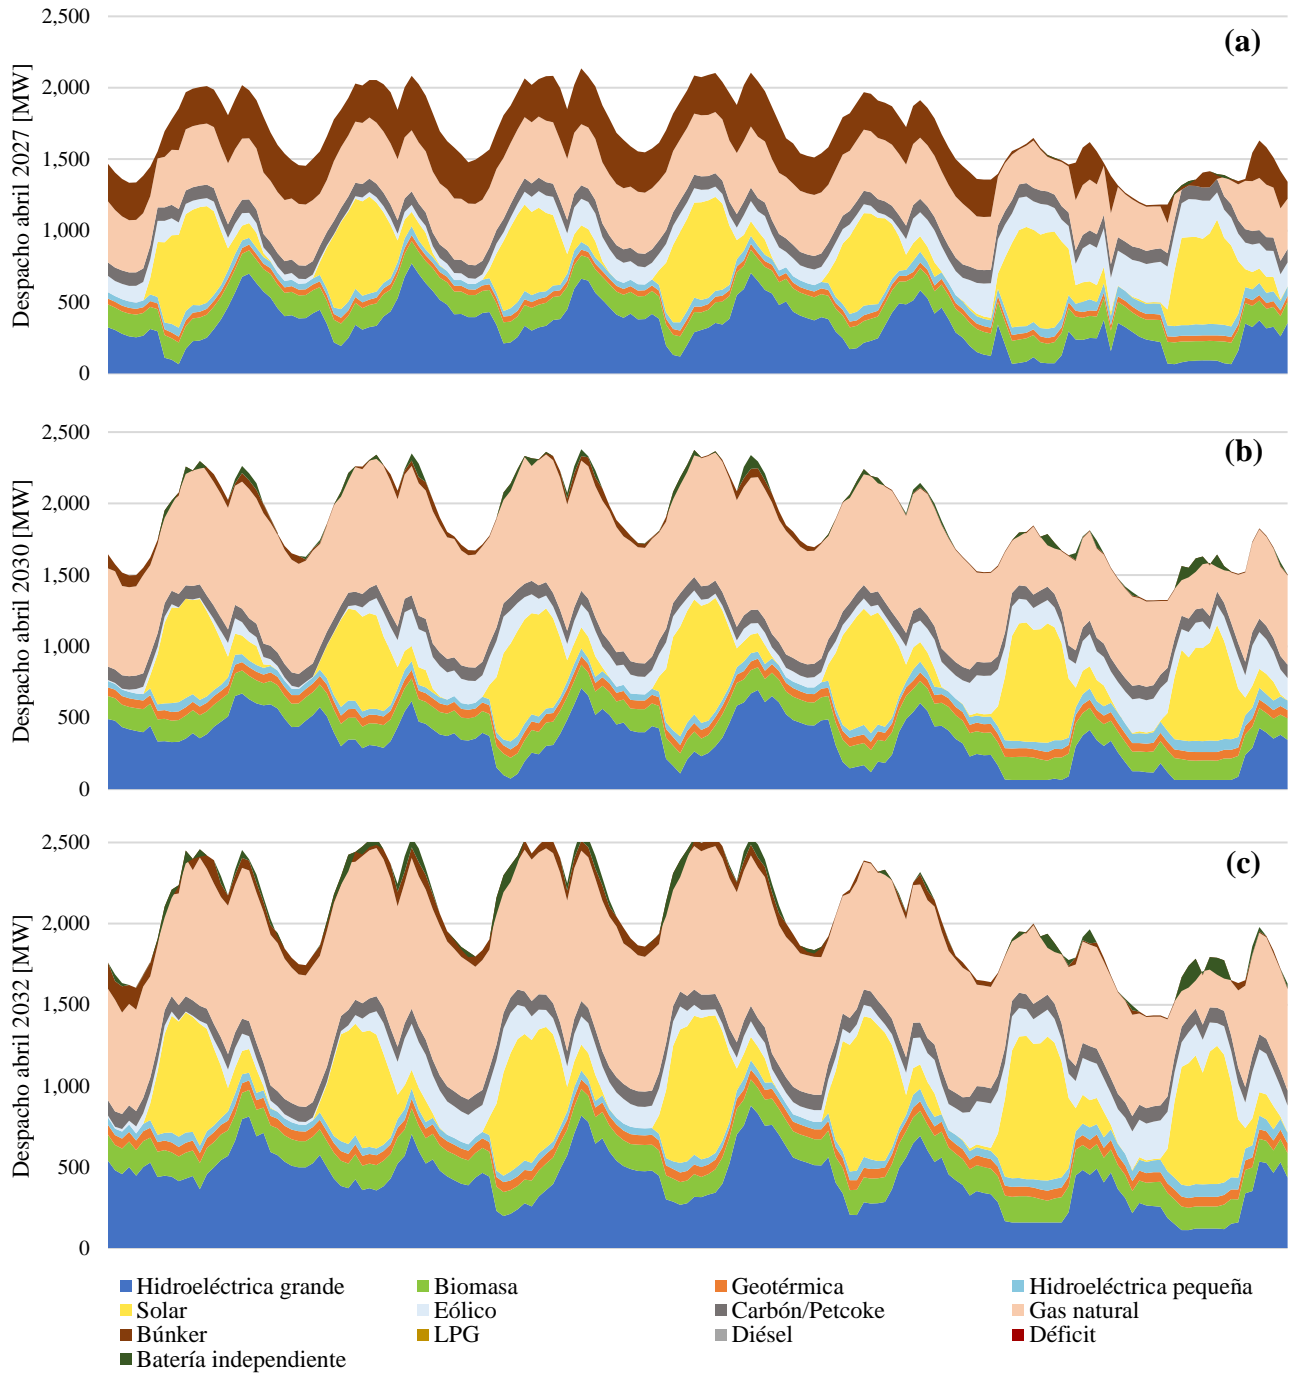 2,500
(a)
2,000
1,500
1,000
500
0
Despacho abril 2027 [MW]
2,500
(b)
2,000
1,500
1,000
500
0
Despacho abril 2030 [MW]
2,500
(c)
2,000
1,500
1,000
500
0
Despacho abril 2032 [MW]
Hidroeléctrica grande Biomasa Geotérmica Hidroeléctrica pequeña
Solar Eólico Carbón/Petcoke Gas natural
Búnker LPG Diésel Déficit
Batería independiente